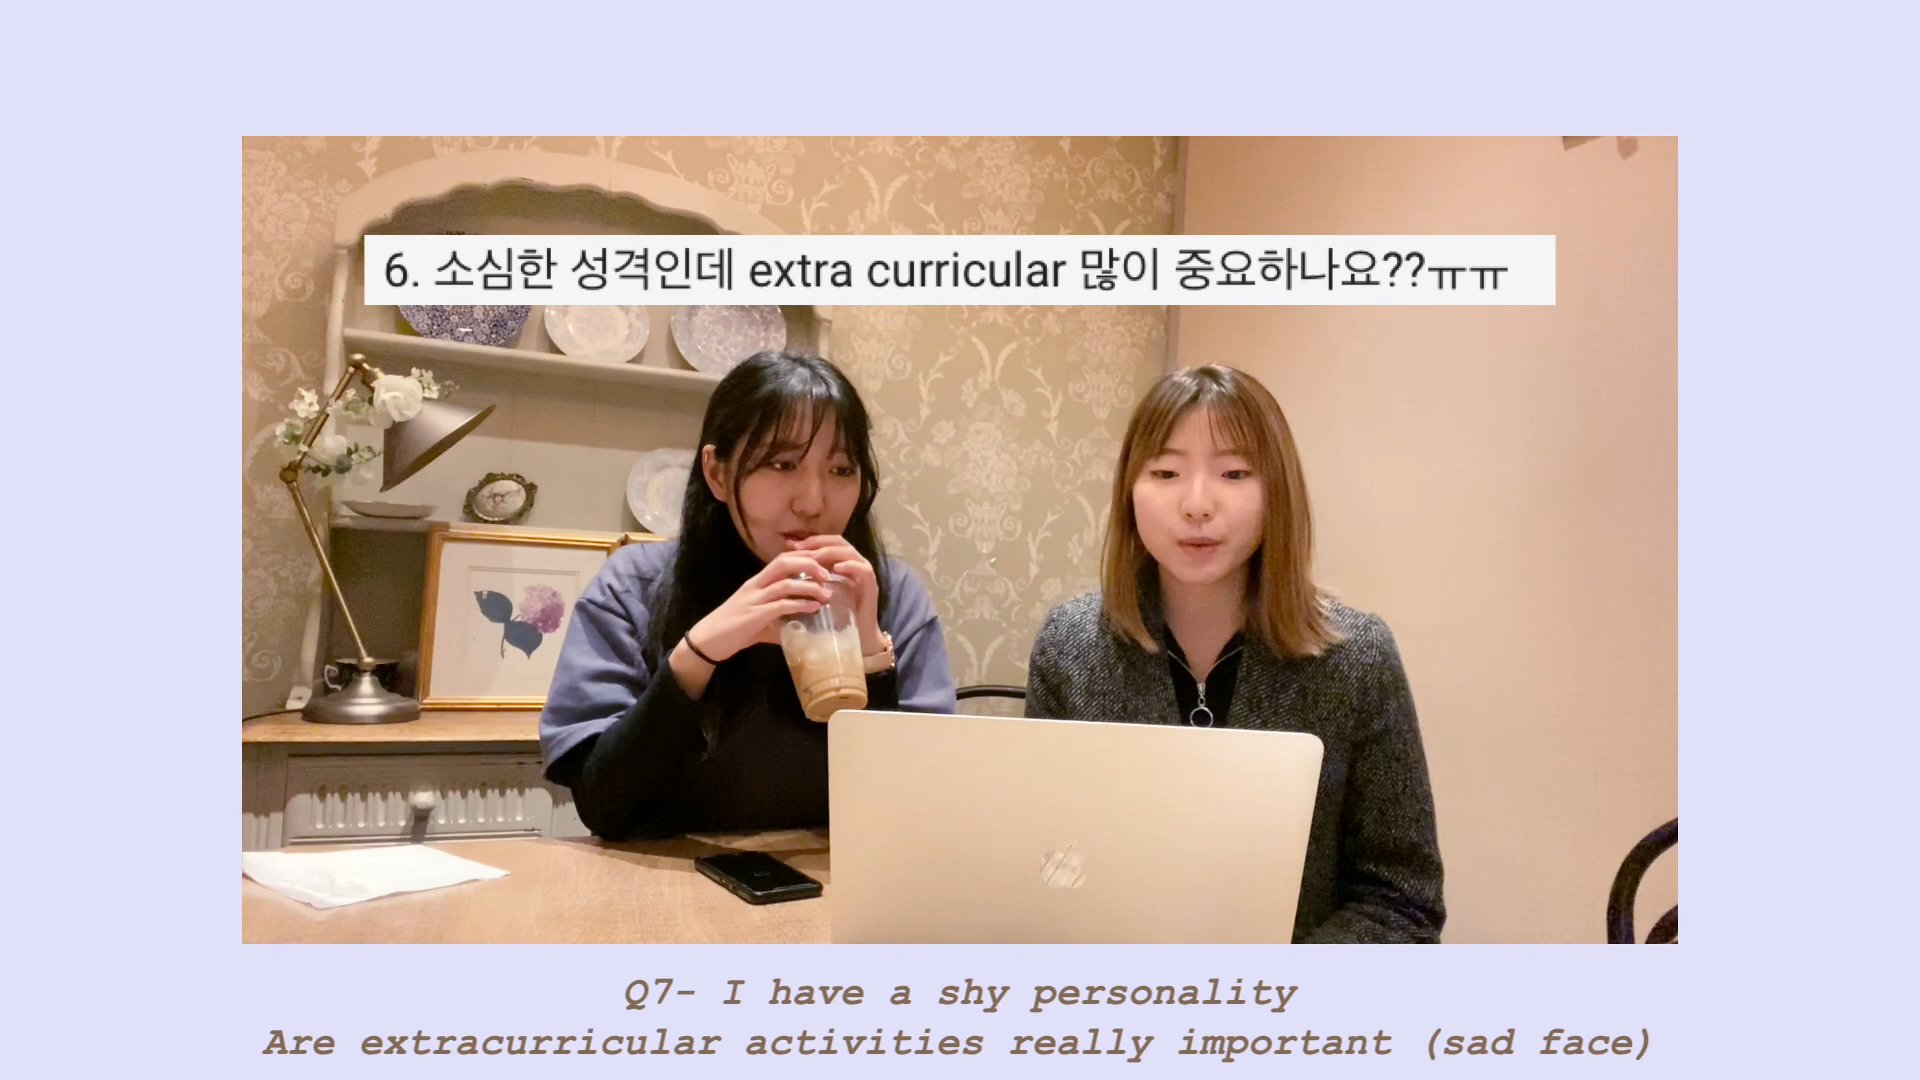 6. 소심한 성격인데 extra curricular 많이 중요하나요??ㅠㅠ
Q7- I have a shy personality
Are extracurricular activities really important (sad face)